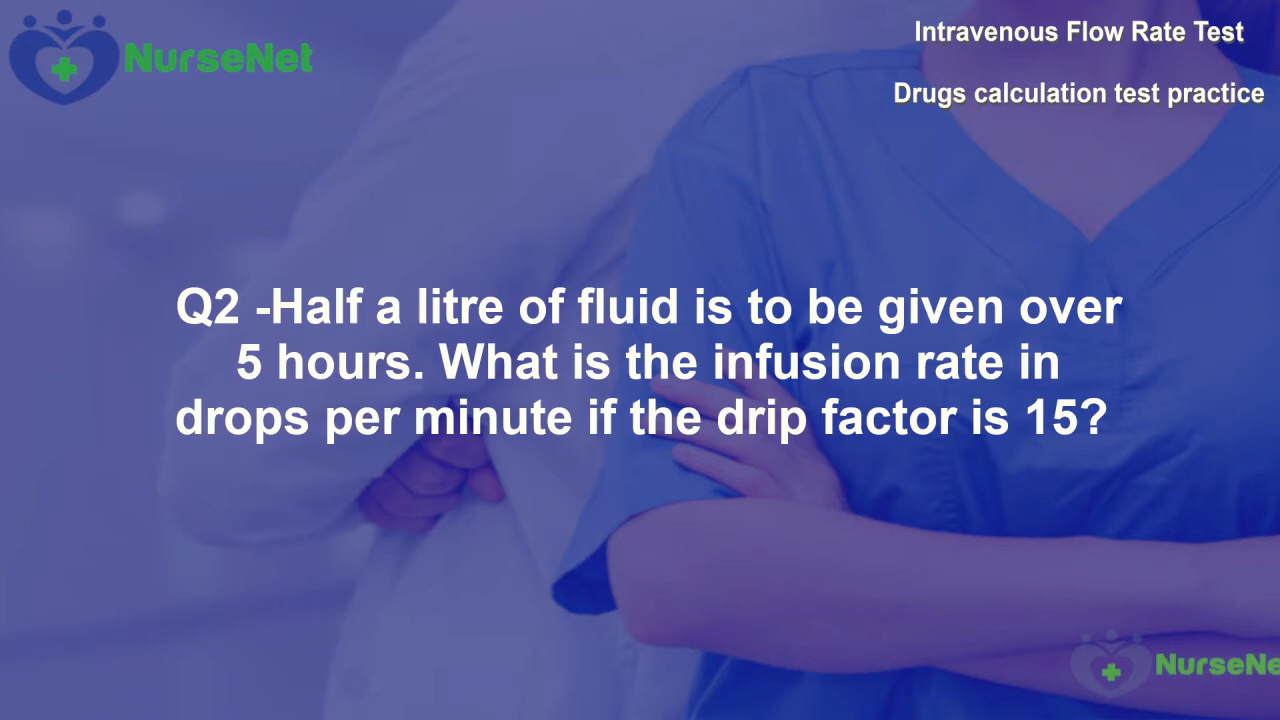 NurseNet
Intravenous Flow Rate Test
Drugs calculation test practice
Q2 -Half a litre of fluid is to be given over
5 hours. What is the infusion rate in
drops per minute if the drip factor is 15?
NurseNe